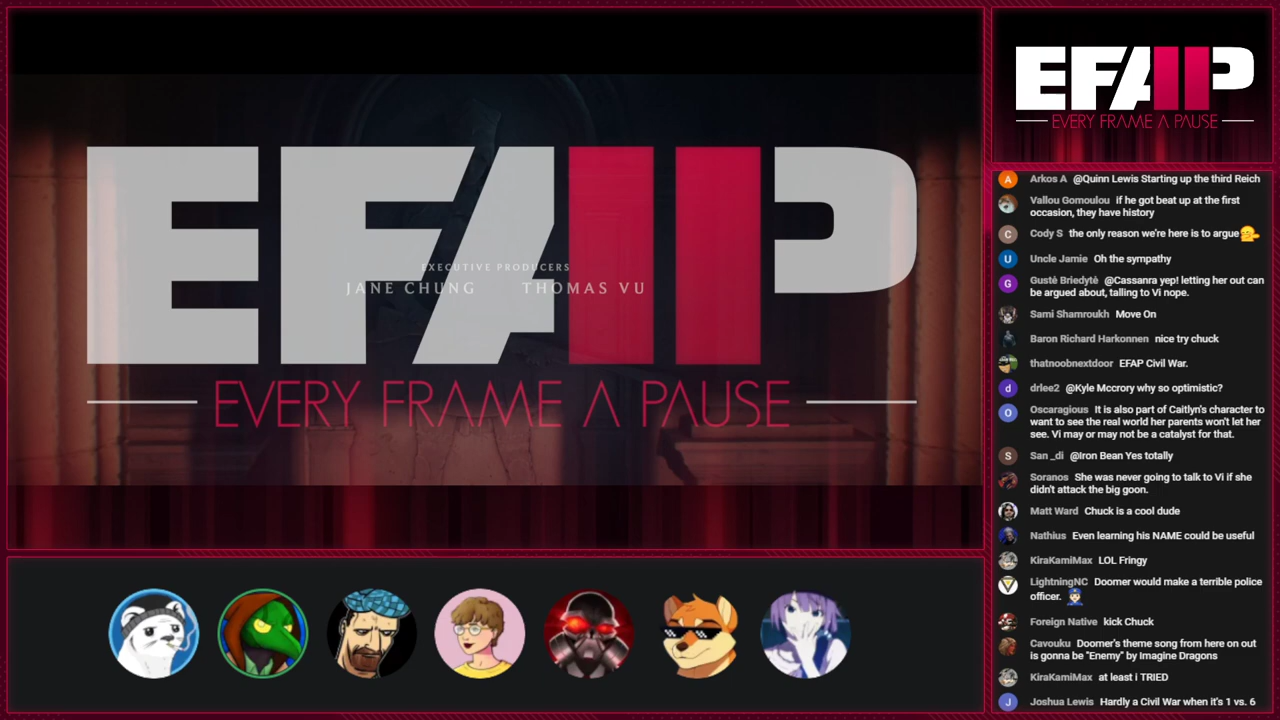 EFAP
EXECUTIVE PRODUCERS
JANE CHUNG THOMAS VU
EVERY FRAME A PAUSE
EFAP
EVERY FRAME A PAUSE
A Arkos A @Quinn Lewis Starting up the third Reich
Vallou Gomoulou if he got beat up at the first
occasion, they have history
C Cody S the only reason we're here is to argue
U Uncle Jamie Oh the sympathy
G Gustė Briedytė @Cassanra yep! letting her out can
be argued about, talling to Vi nope.
Sami Shamroukh Move On
Baron Richard Harkonnen nice try chuck
thatnoobnextdoor EFAP Civil War.
d drlee2 @Kyle Mccrory why so optimistic?
O Oscaragious It is also part of Caitlyn's character to
want to see the real world her parents won't let her
see. Vi may or may not be a catalyst for that.
S San _di @Iron Bean Yes totally
Soranos She was never going to talk to Vi if she
didn't attack the big goon.
Matt Ward Chuck is a cool dude
Nathius Even learning his NAME could be useful
KiraKamiMax LOL Fringy
LightningNC Doomer would make a terrible police
officer.
Foreign Native kick Chuck
Cavouku Doomer's theme song from here on out
is gonna be "Enemy" by Imagine Dragons
KiraKamiMax at least i TRIED
J Joshua Lewis Hardly a Civil War when it's 1 vs. 6